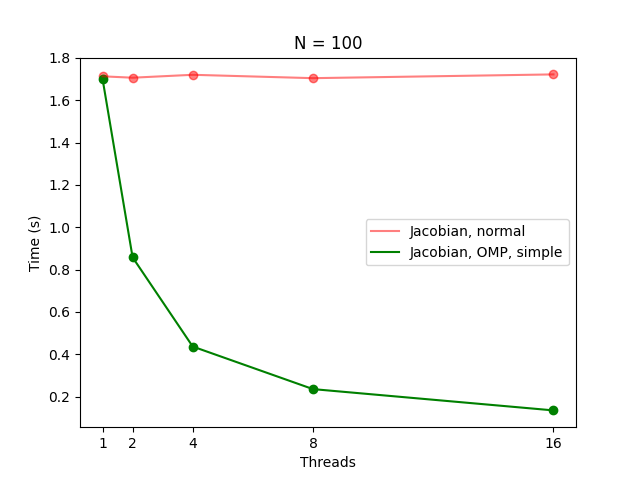 N = 100
1.8
1.6
1.4
1.2
1.0
0.8
0.6
0.4
0.2
Time (s)
Jacobian, normal
Jacobian, OMP, simple
1 2 4 8 16
Threads